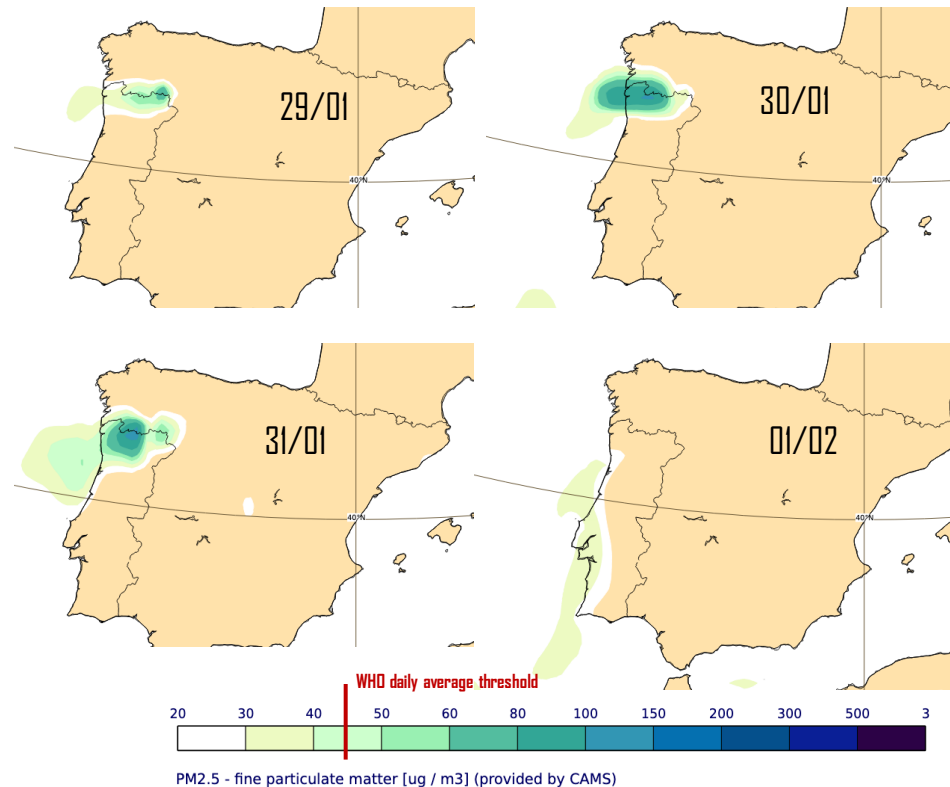 29/01
30/01
40°N
40°N
31/01
01/02
40°N
40°N
WHO daily average threshold
20 30 40 50 60 80 100 150 200 300 500 3
PM2.5 - fine particulate matter [ug / m3] (provided by CAMS)